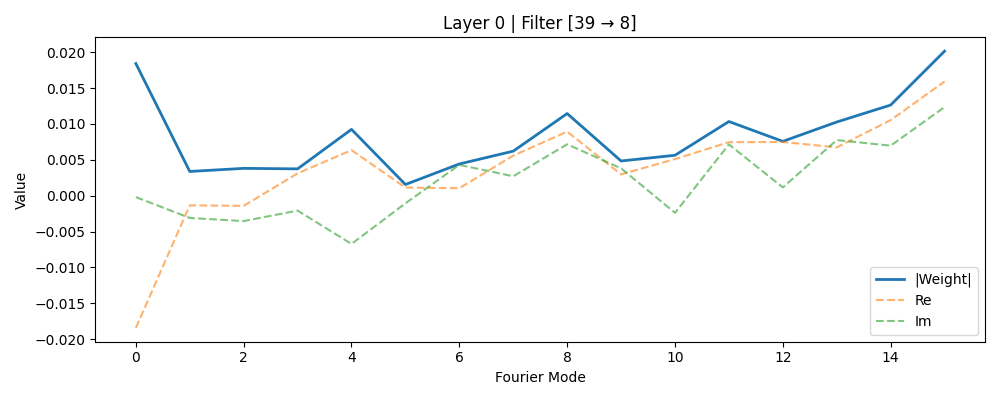 Layer 0 | Filter [39 → 8]
Value
0.020
0.015
0.010
0.005
0.000
−0.005
−0.010
−0.015
−0.020
0 2 4 6 8 10 12 14
Fourier Mode
|Weight|
Re
Im